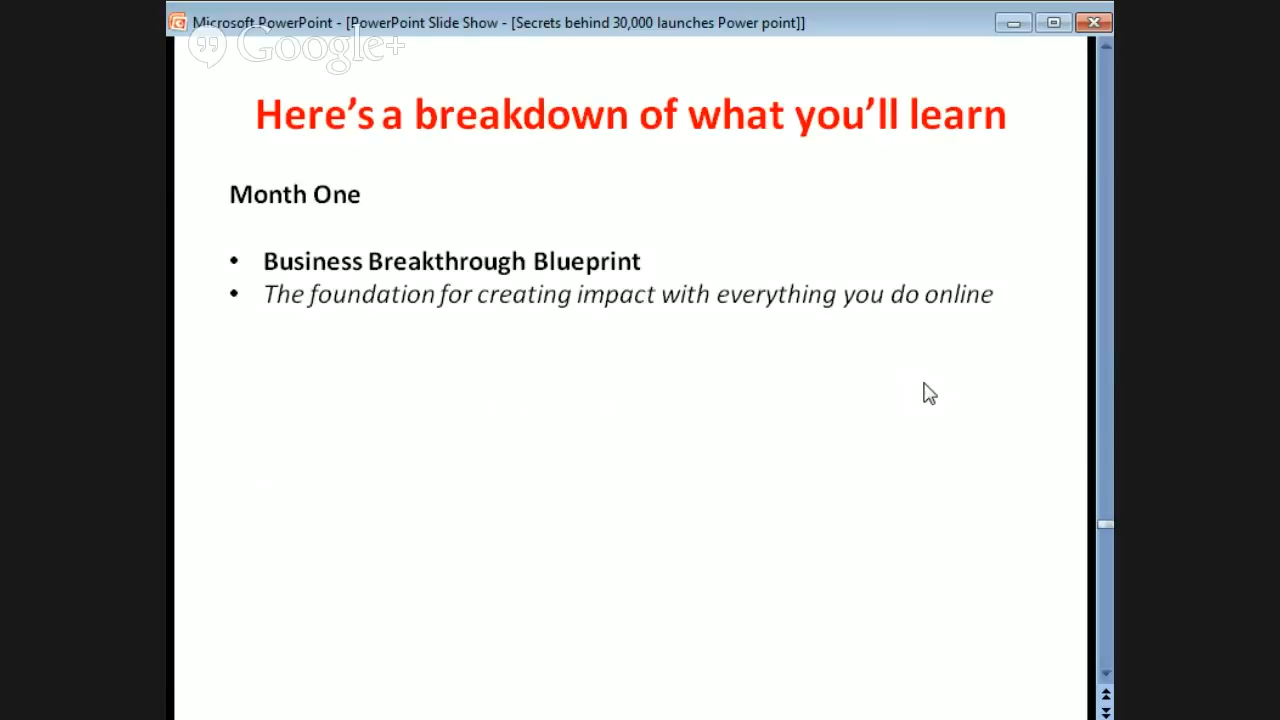 Microsoft PowerPoint - [PowerPoint Slide Show - [Secrets behind 30,000 launches Power point]]
Google+
Here’s a breakdown of what you’ll learn
Month One
• Business Breakthrough Blueprint
• The foundation for creating impact with everything you do online